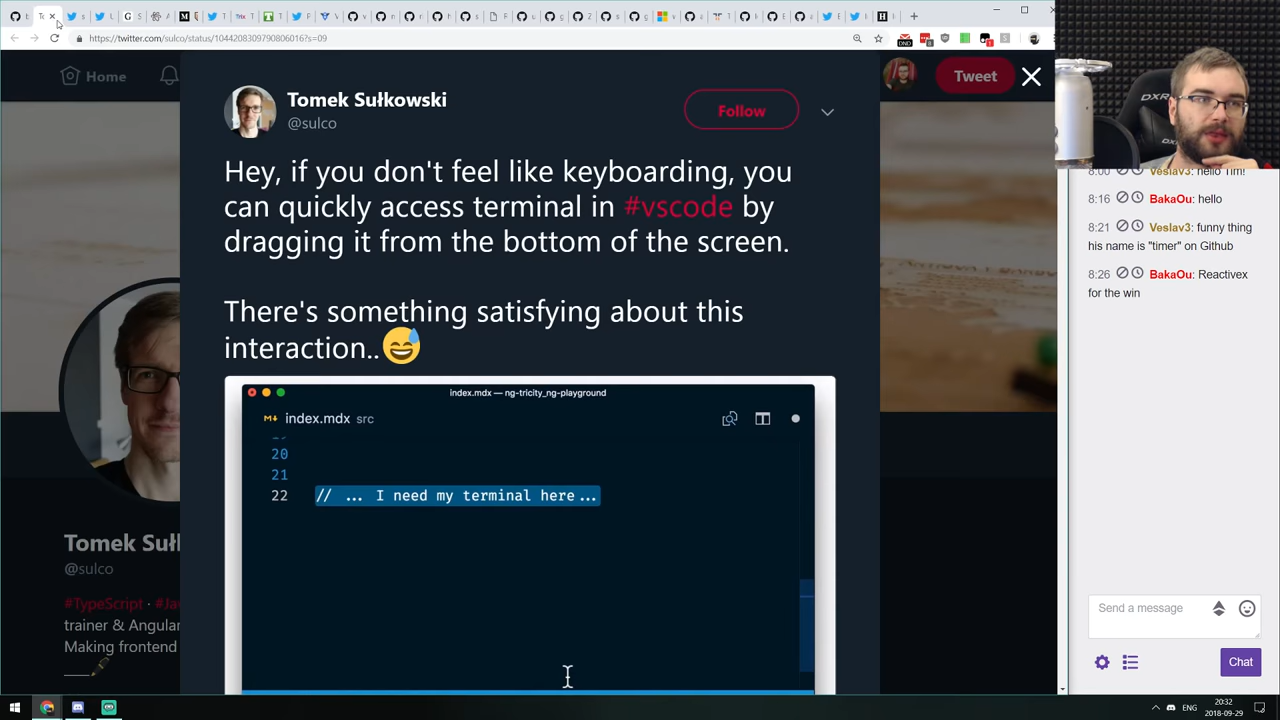 https://twitter.com/sulco/status/1044208309790806016?s=09
Home
Tweet
Tomek Sułkowski
@sulco
Follow
Hey, if you don't feel like keyboarding, you
can quickly access terminal in #vscode by
dragging it from the bottom of the screen.
There's something satisfying about this
interaction..
index.mdx — ng-tricity_ng-playground
index.mdx src
20
21
22 // ... I need my terminal here...
Tomek Suł
@sulco
#TypeScript · #Ja
trainer & Angular
Making frontend
DXR
8:00 Veslav3: hello Tim!
8:16 BakaOu: hello
8:21 Veslav3: funny thing
his name is "timer" on Github
8:26 BakaOu: Reactivex
for the win
Send a message
Chat
ENG
20:32
2018-09-29